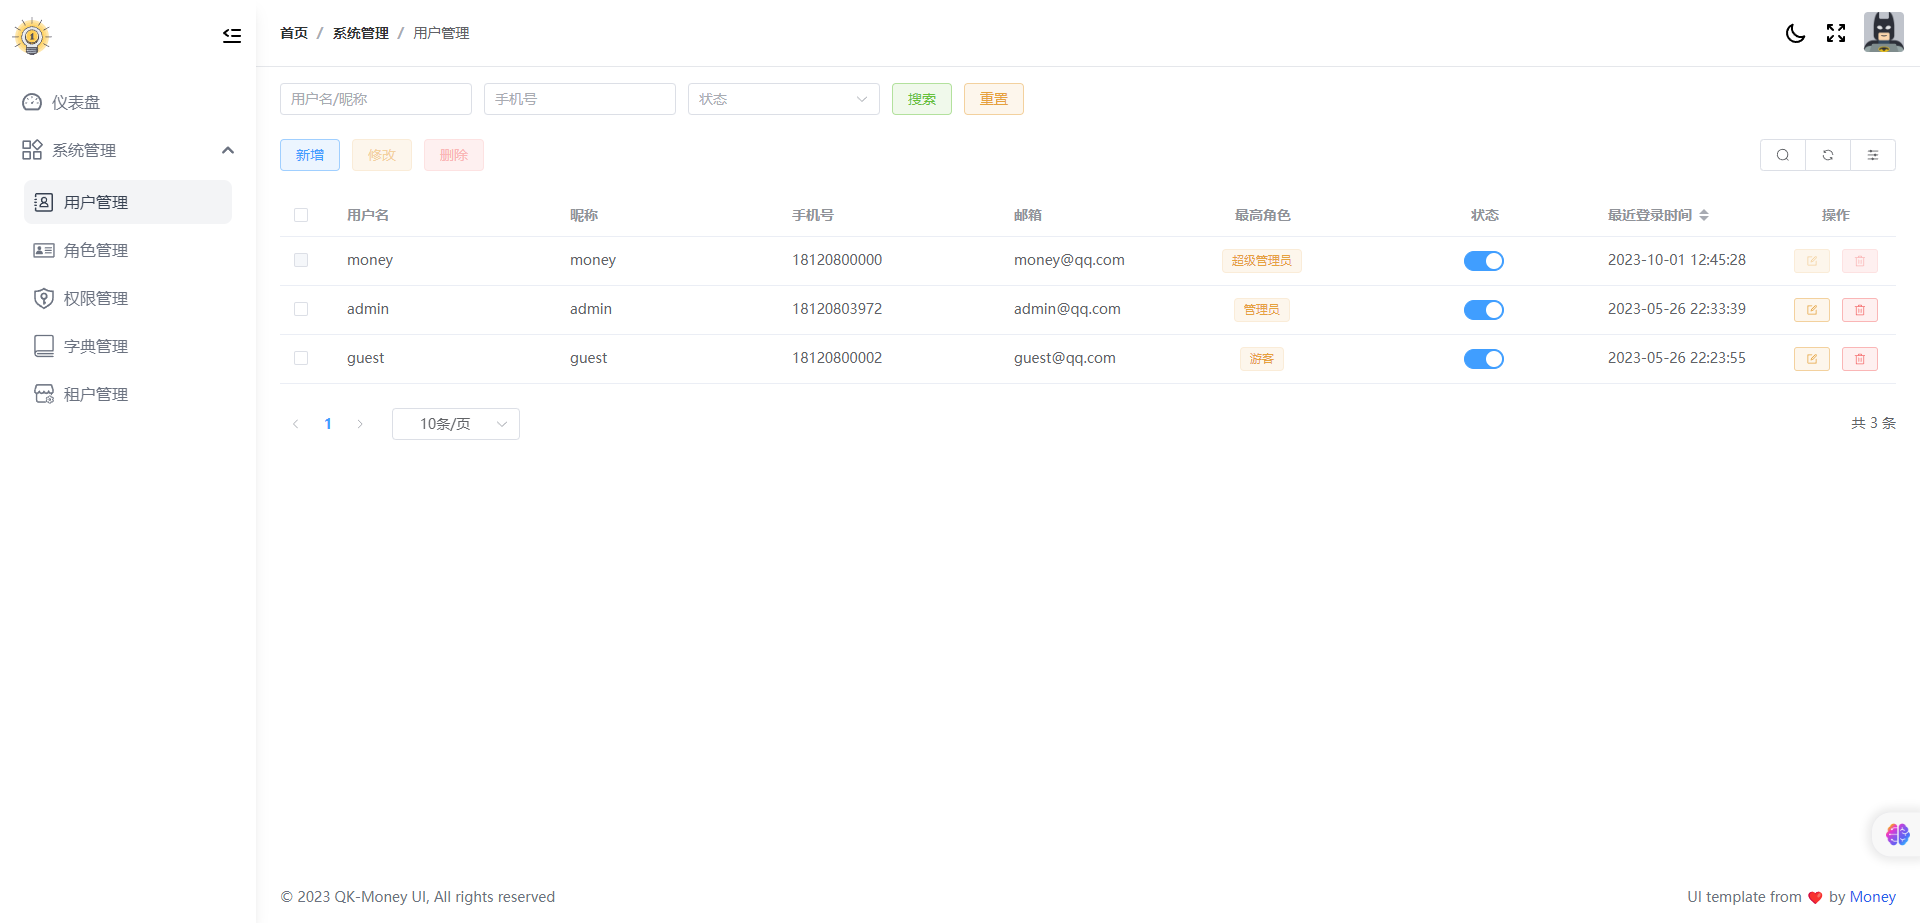 首页 / 系统管理 / 用户管理
仪表盘
系统管理
用户管理
角色管理
权限管理
字典管理
租户管理
用户名/昵称 手机号 状态 搜索 重置
新增 修改 删除
用户名 昵称 手机号 邮箱 最高角色 状态 最近登录时间 操作
money money 18120800000 money@qq.com 超级管理员 2023-10-01 12:45:28
admin admin 18120803972 admin@qq.com 管理员 2023-05-26 22:33:39
guest guest 18120800002 guest@qq.com 游客 2023-05-26 22:23:55
1 10条/页 共 3 条
© 2023 QK-Money UI, All rights reserved UI template from ❤️ by Money